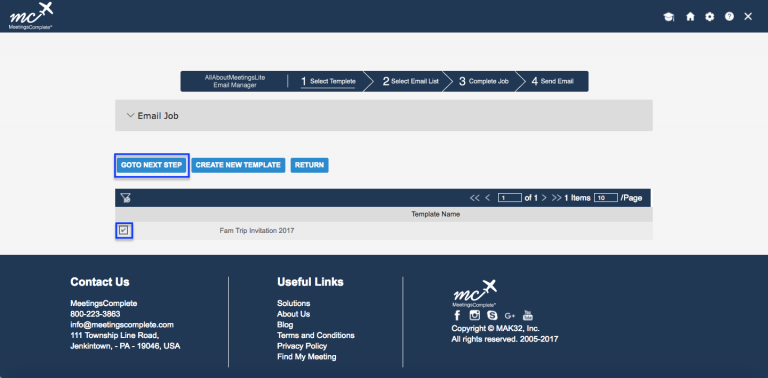 mc
MeetingsComplete®
AllAboutMeetingsLite
Email Manager
1 Select Templete
2 Select Email List
3 Complete Job
4 Send Email
Email Job
GOTO NEXT STEP
CREATE NEW TEMPLATE
RETURN
<< < 1 of 1 > >> 1 Items 10 /Page
Template Name
Fam Trip Invitation 2017
Contact Us
MeetingsComplete
800-223-3863
info@meetingscomplete.com
111 Township Line Road,
Jenkintown, - PA - 19046, USA
Useful Links
Solutions
About Us
Blog
Terms and Conditions
Privacy Policy
Find My Meeting
mc
MeetingsComplete®
f S G+ You Tube
Copyright © MAK32, Inc.
All rights reserved. 2005-2017